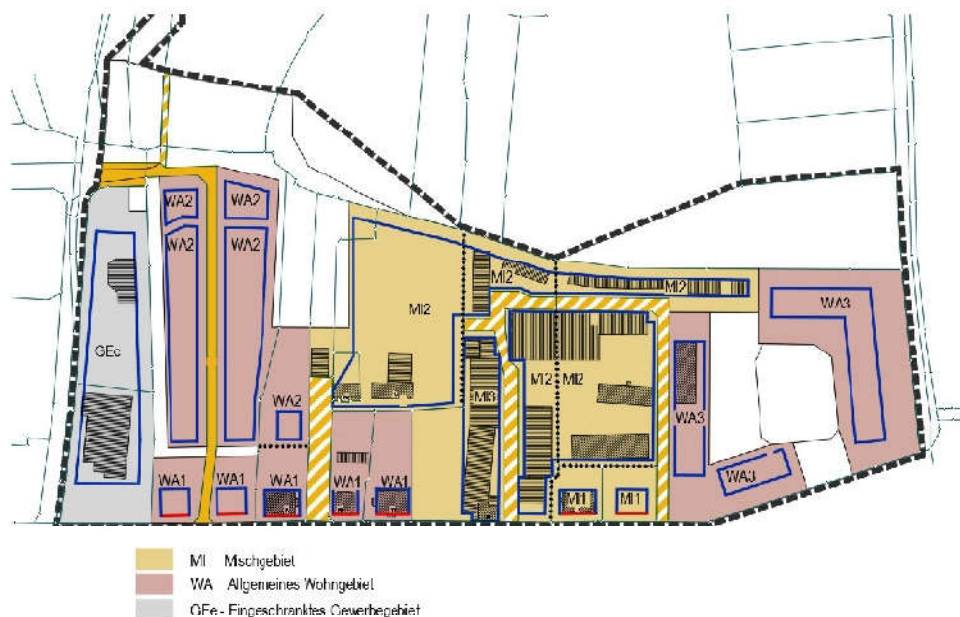 WA2 WA2
WA2 WA2
MI2 MI2
WA3
MI2
GEe
MI3 MI2 MI2
WA2
WA3
WA3
WA1 WA1 WA1 WA1 WA1
MI1 MI1
MI Mischgebiet
WA Allgemeines Wohngebiet
GEe - Eingeschranktes Gewerbegebiet